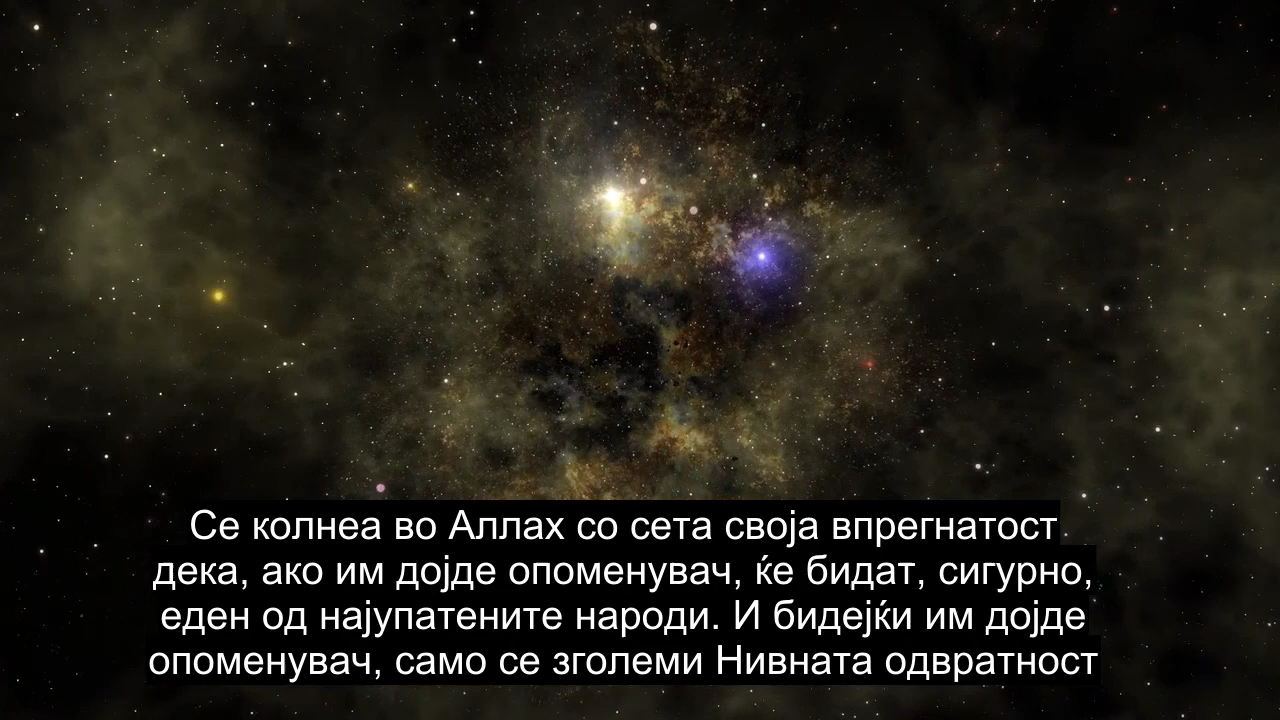 Се колнеа во Аллах со сета своја впрегнатост
дека, ако им дојде опоменувач, ќе бидат, сигурно,
еден од најупатените народи. И бидејќи им дојде
опоменувач, само се зголеми Нивната одвратност